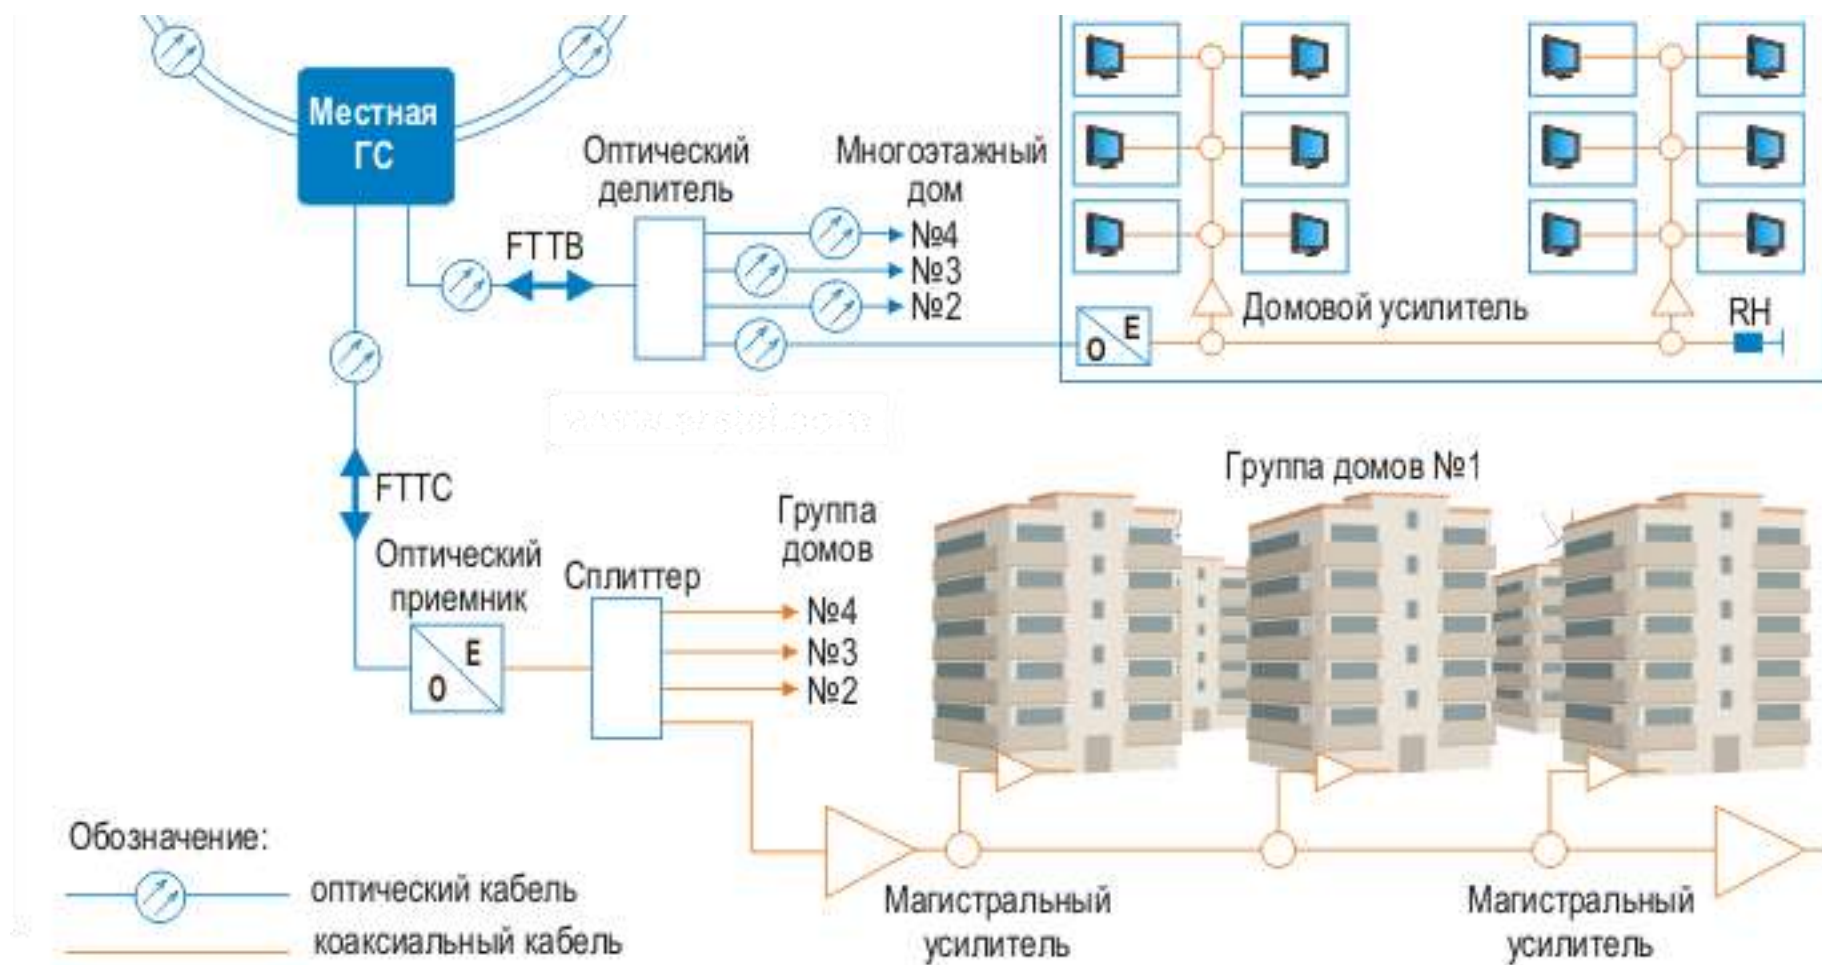 Местная
ГС
Оптический
делитель
Многоэтажный
дом
№4
№3
№2
FTTB
Домовой усилитель
RH
E
O
FTTC
Группа домов №1
Группа
домов
Оптический
приемник
Сплиттер
№4
№3
№2
E
O
Обозначение:
оптический кабель
коаксиальный кабель
Магистральный
усилитель
Магистральный
усилитель